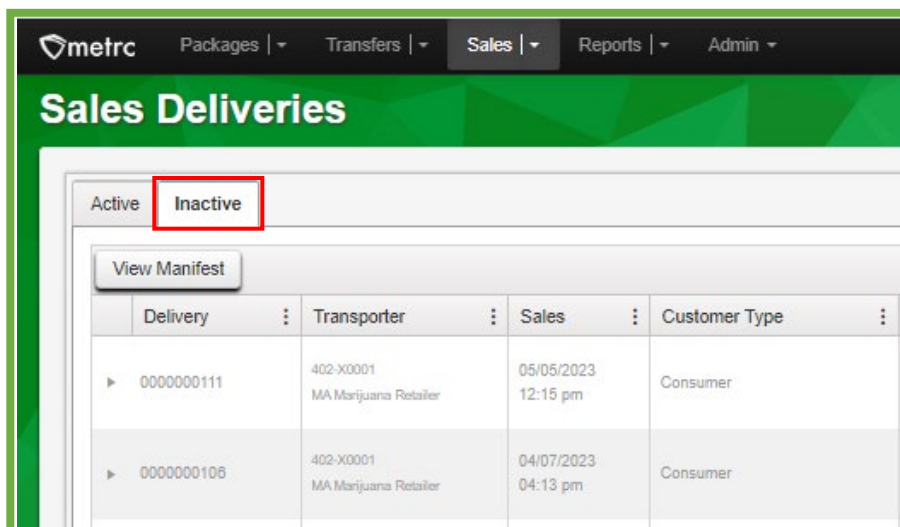 metrc Packages | Transfers | Sales | Reports | Admin
Sales Deliveries
Active Inactive
View Manifest
Delivery Transporter Sales Customer Type
0000000111 402-X0001 MA Marijuana Retailer 05/05/2023 12:15 pm Consumer
0000000106 402-X0001 MA Marijuana Retailer 04/07/2023 04:13 pm Consumer